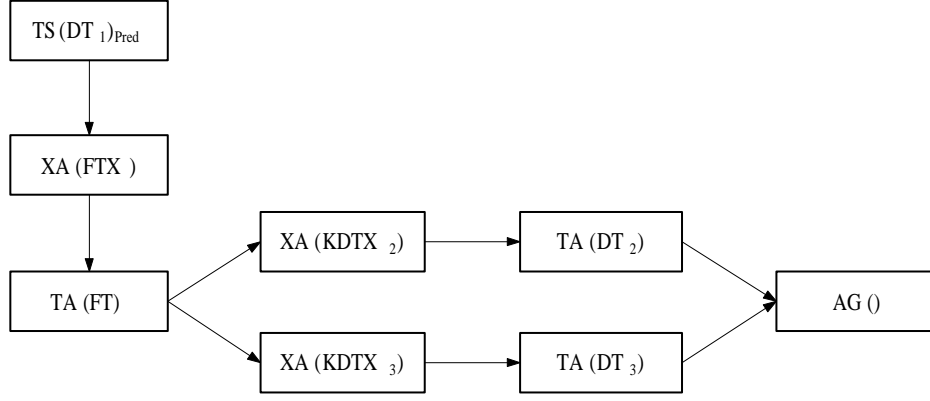 TS (DT 1)Pred
XA (FTX )
XA (KDTX 2)
TA (DT 2)
TA (FT)
AG ()
XA (KDTX 3)
TA (DT 3)